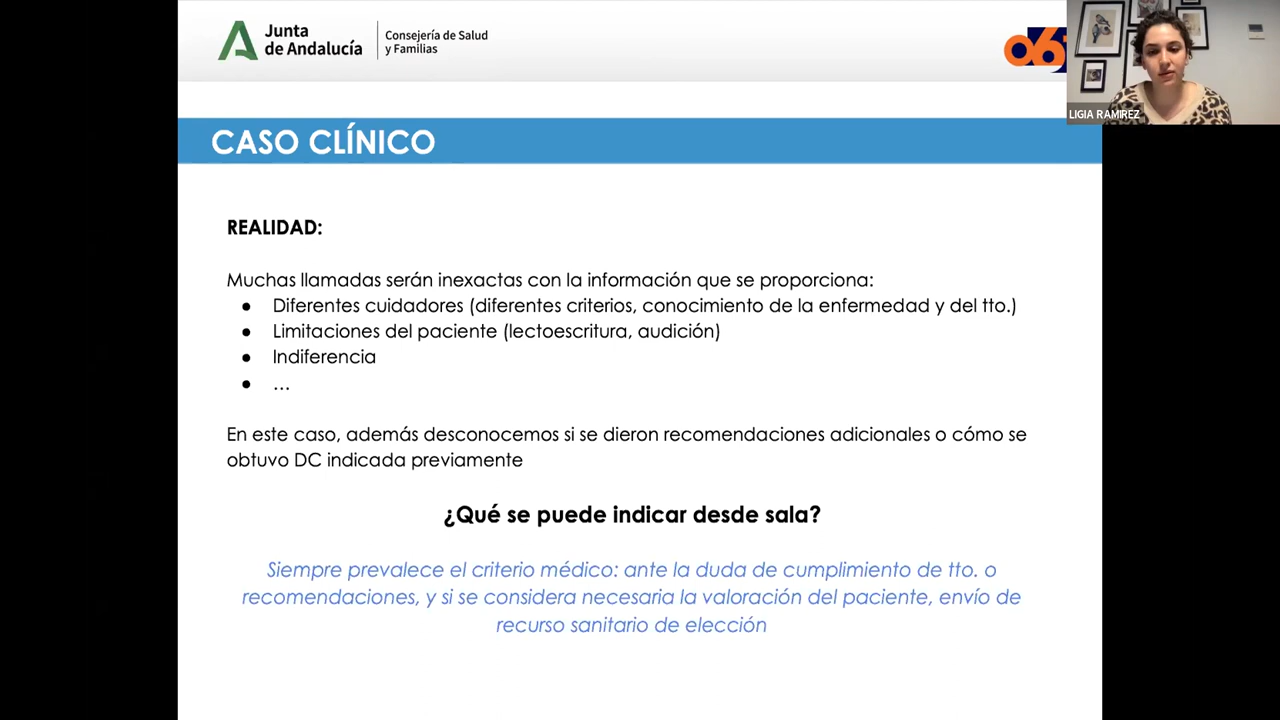 Junta
de Andalucía
Consejería de Salud
y Familias
061
LIGIA RAMIREZ
CASO CLÍNICO
REALIDAD:
Muchas llamadas serán inexactas con la información que se proporciona:
● Diferentes cuidadores (diferentes criterios, conocimiento de la enfermedad y del tto.)
● Limitaciones del paciente (lectoescritura, audición)
● Indiferencia
● ...
En este caso, además desconocemos si se dieron recomendaciones adicionales o cómo se
obtuvo DC indicada previamente
¿Qué se puede indicar desde sala?
Siempre prevalece el criterio médico: ante la duda de cumplimiento de tto. o
recomendaciones, y si se considera necesaria la valoración del paciente, envío de
recurso sanitario de elección